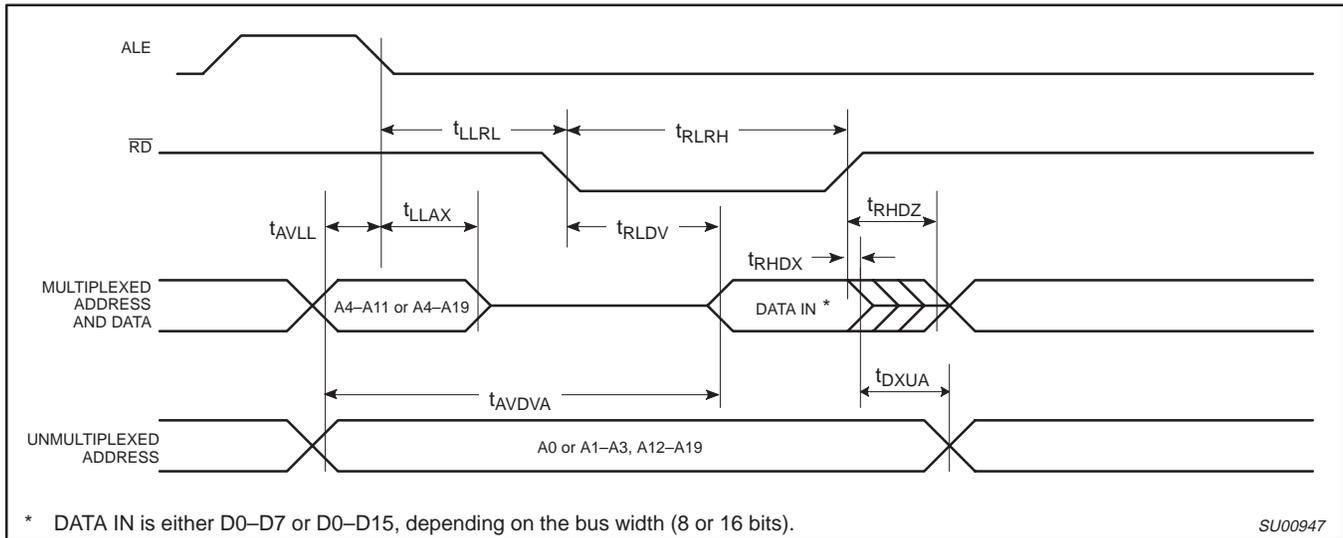 ALE
RD
tLLRL
tRLRH
tAVLL
tLLAX
tRLDV
tRHDZ
tRHDX
MULTIPLEXED
ADDRESS
AND DATA
A4–A11 or A4–A19
DATA IN *
tDXUA
tAVDVA
UNMULTIPLEXED
ADDRESS
A0 or A1–A3, A12–A19
* DATA IN is either D0–D7 or D0–D15, depending on the bus width (8 or 16 bits).
SU00947